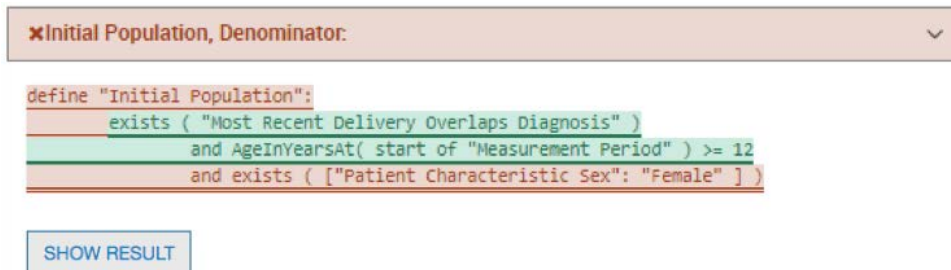 ×Initial Population, Denominator:
define "Initial Population":
exists ( "Most Recent Delivery Overlaps Diagnosis" )
and AgeInYearsAt( start of "Measurement Period" ) >= 12
and exists ( ["Patient Characteristic Sex": "Female" ] )
SHOW RESULT